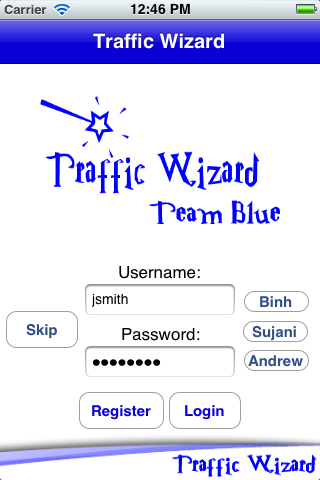 Carrier 12:46 PM
Traffic Wizard
Traffic Wizard
Team Blue
Username:
jsmith
Binh
Skip
Password:
Sujani
••••••••
Andrew
Register Login
Traffic Wizard